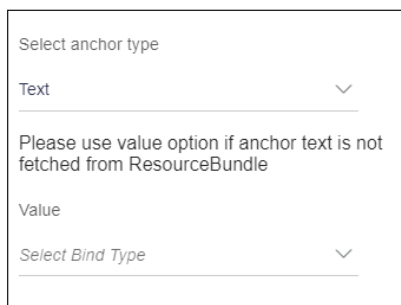 Select anchor type
Text
Please use value option if anchor text is not
fetched from ResourceBundle
Value
Select Bind Type